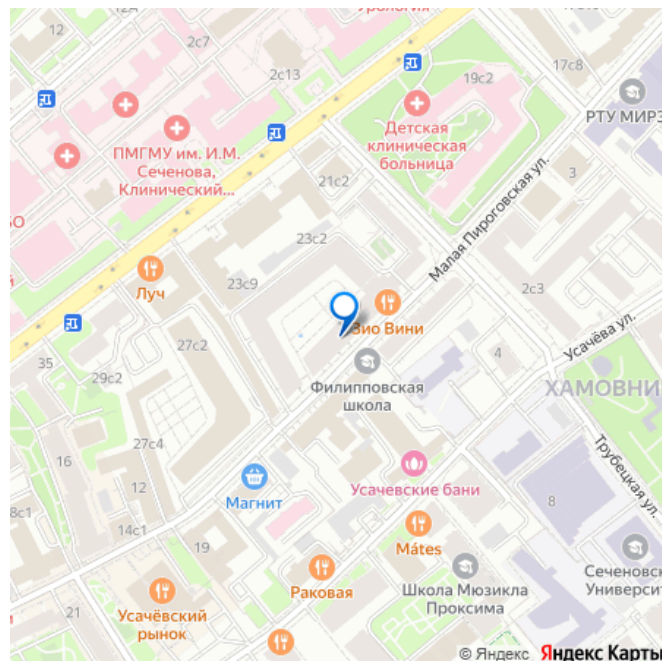 12
2с7
2с13
17с8
19с2
РТУ МИРЭ
Детская
клиническая
больница
ПМГМУ им. И.М.
Сеченова,
Клинический...
21с2
3
Малая Пироговская ул.
23с2
23с9
Луч
2с3
Зио Вини
Усачёва ул.
27с2
4
35
29с2
Филипповская
школа
ХАМОВНИ
27с4
16
12
Магнит
Усачевские бани
Трубецкая ул.
8
14с1
19
Mátes
Раковая
Школа Мюзикла
Проксима
Сеченовск
Университ
21
Усачёвский
рынок
© Яндекс Яндекс Карты